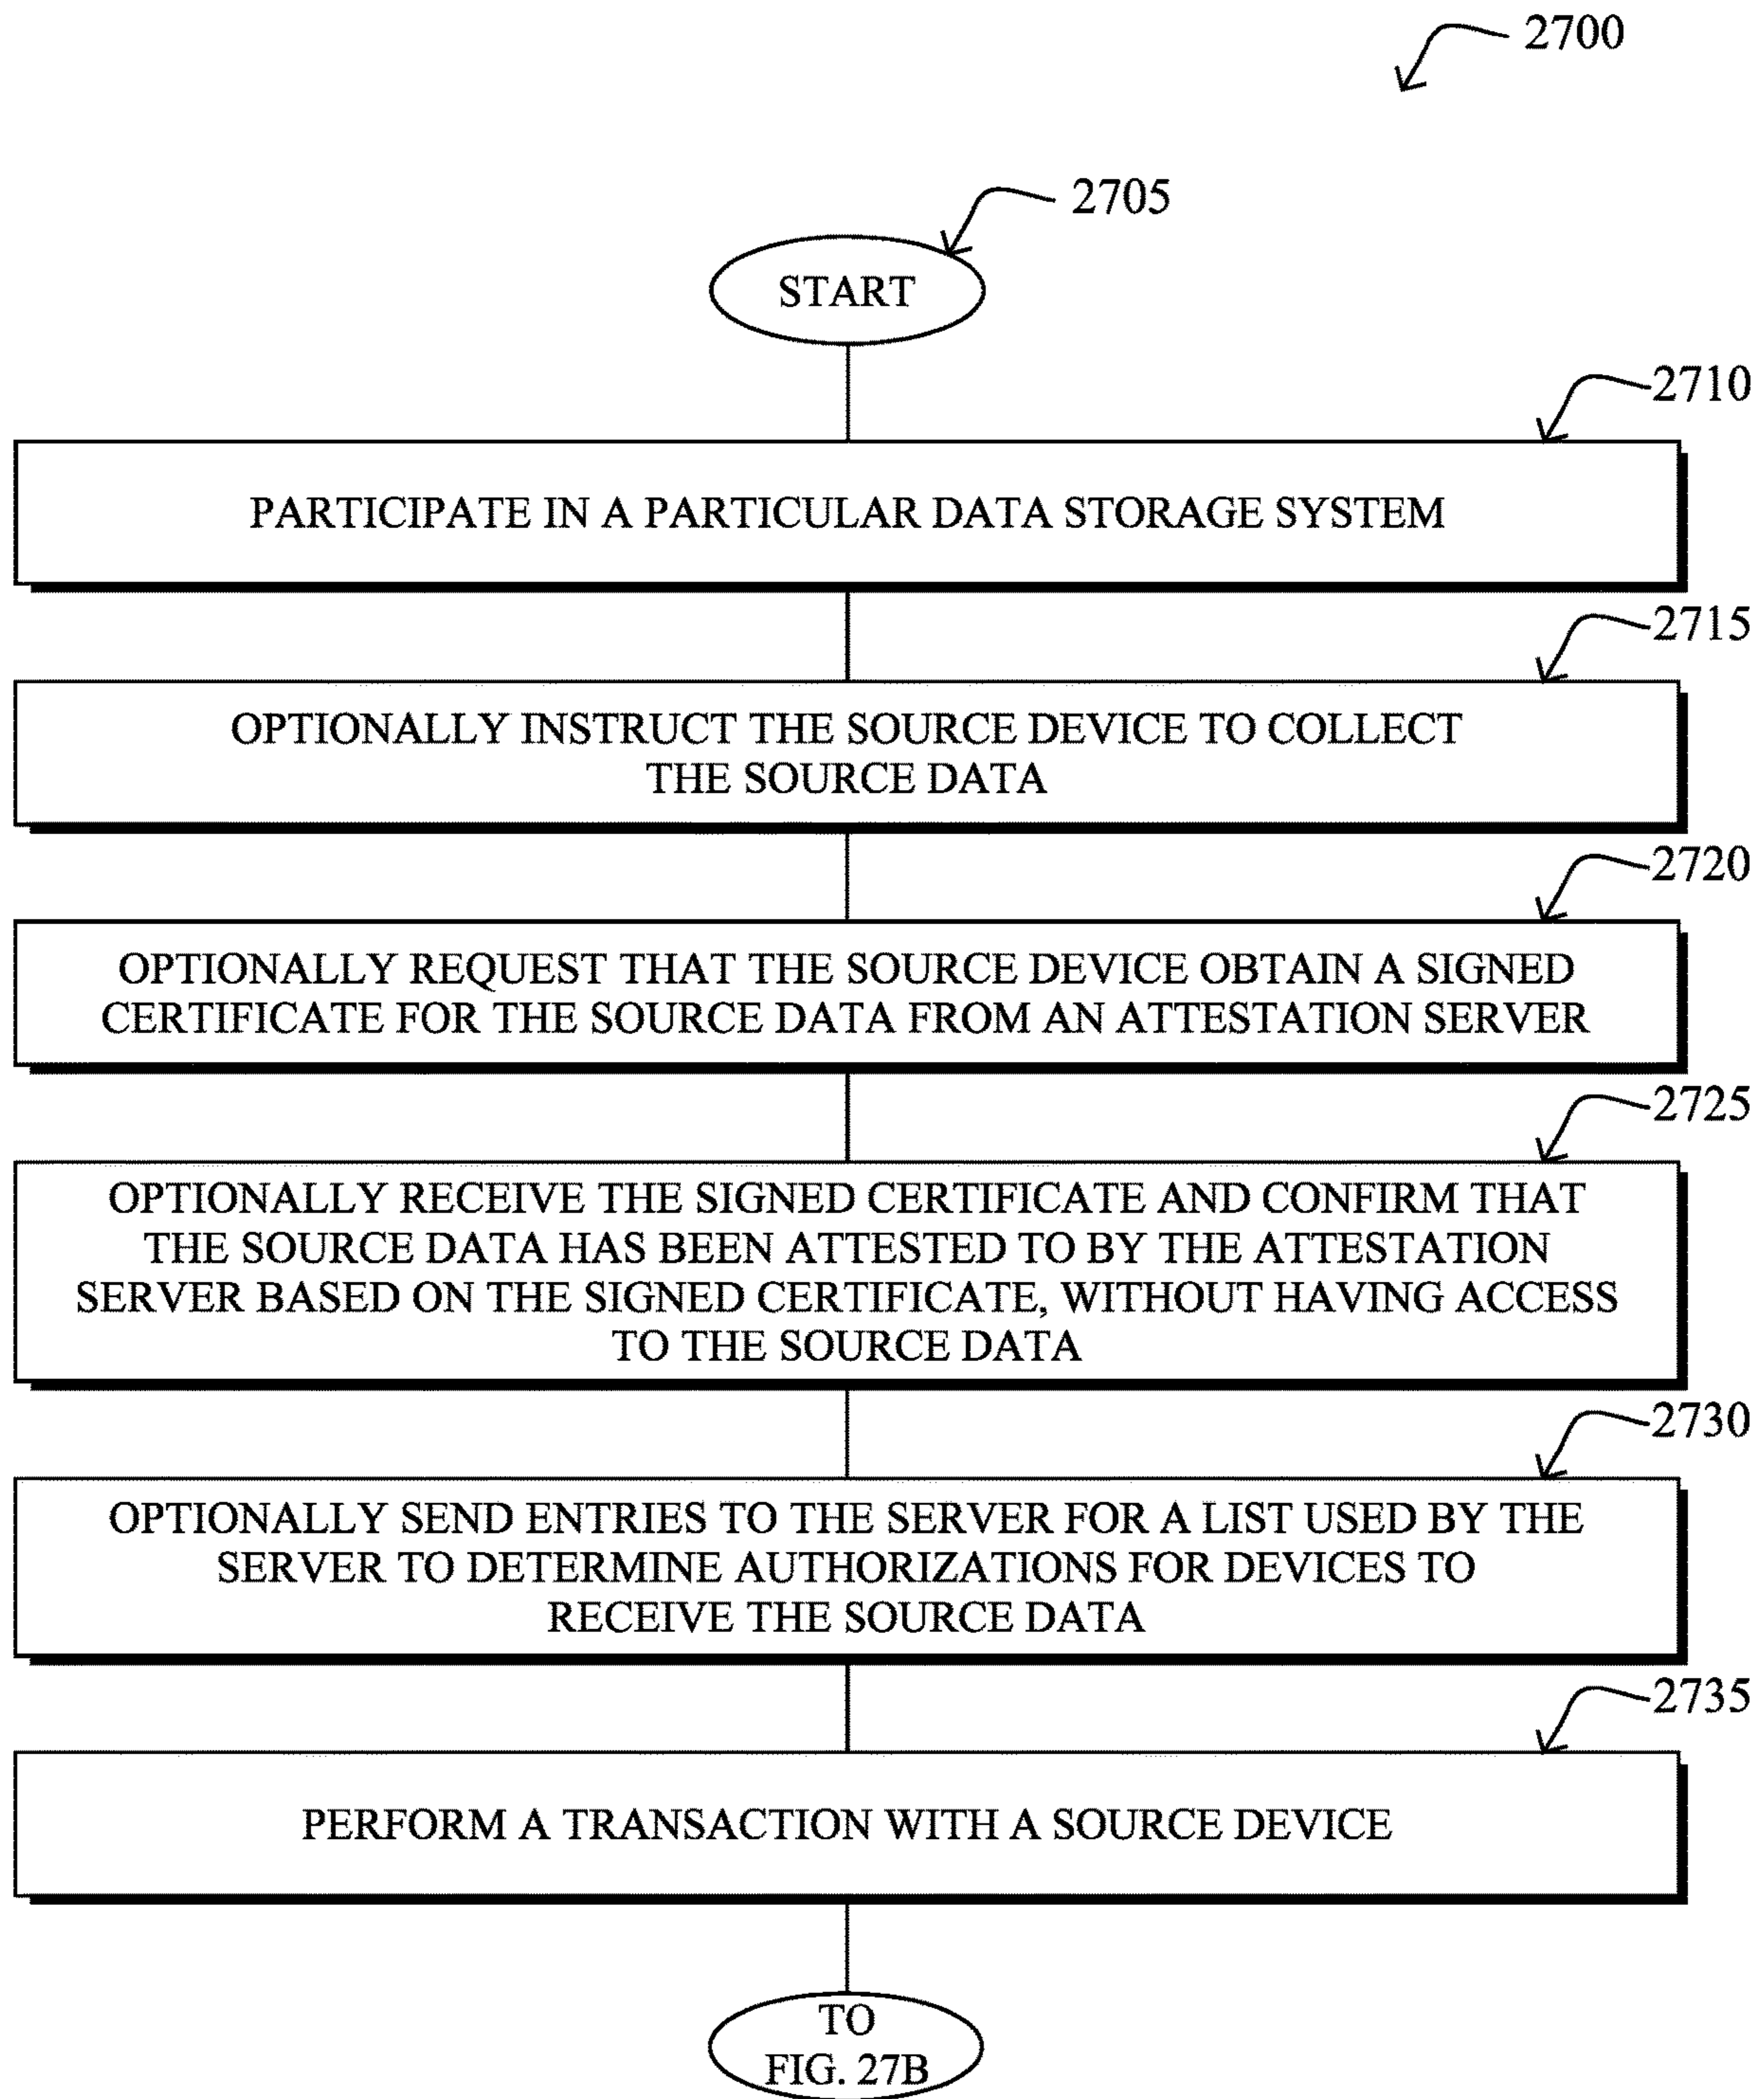 2700
2705
START
2710
PARTICIPATE IN A PARTICULAR DATA STORAGE SYSTEM
2715
OPTIONALLY INSTRUCT THE SOURCE DEVICE TO COLLECT
THE SOURCE DATA
2720
OPTIONALLY REQUEST THAT THE SOURCE DEVICE OBTAIN A SIGNED
CERTIFICATE FOR THE SOURCE DATA FROM AN ATTESTATION SERVER
2725
OPTIONALLY RECEIVE THE SIGNED CERTIFICATE AND CONFIRM THAT
THE SOURCE DATA HAS BEEN ATTESTED TO BY THE ATTESTATION
SERVER BASED ON THE SIGNED CERTIFICATE, WITHOUT HAVING ACCESS
TO THE SOURCE DATA
2730
OPTIONALLY SEND ENTRIES TO THE SERVER FOR A LIST USED BY THE
SERVER TO DETERMINE AUTHORIZATIONS FOR DEVICES TO
RECEIVE THE SOURCE DATA
2735
PERFORM A TRANSACTION WITH A SOURCE DEVICE
TO
FIG. 27B